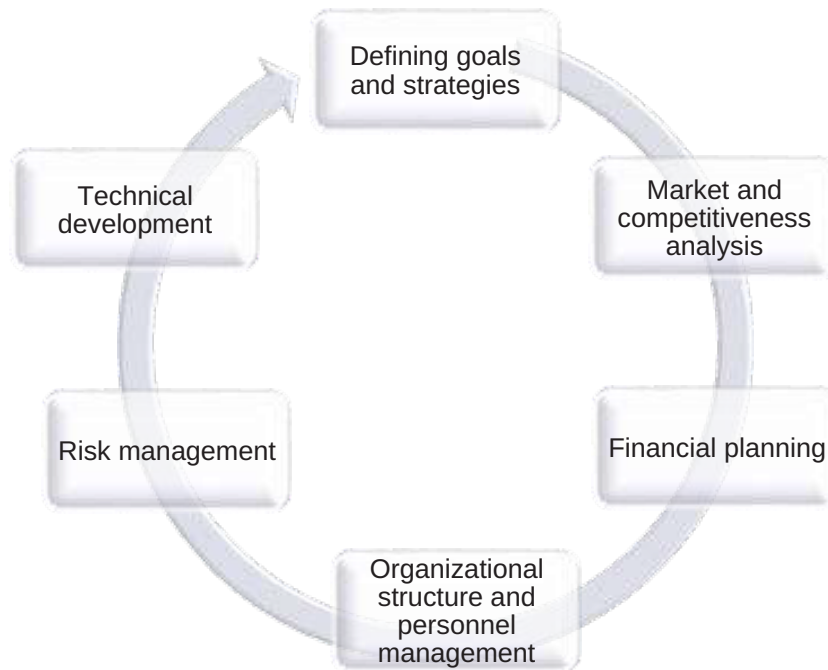 Defining goals
and strategies
Market and
competitiveness
analysis
Financial planning
Organizational
structure and
personnel
management
Risk management
Technical
development